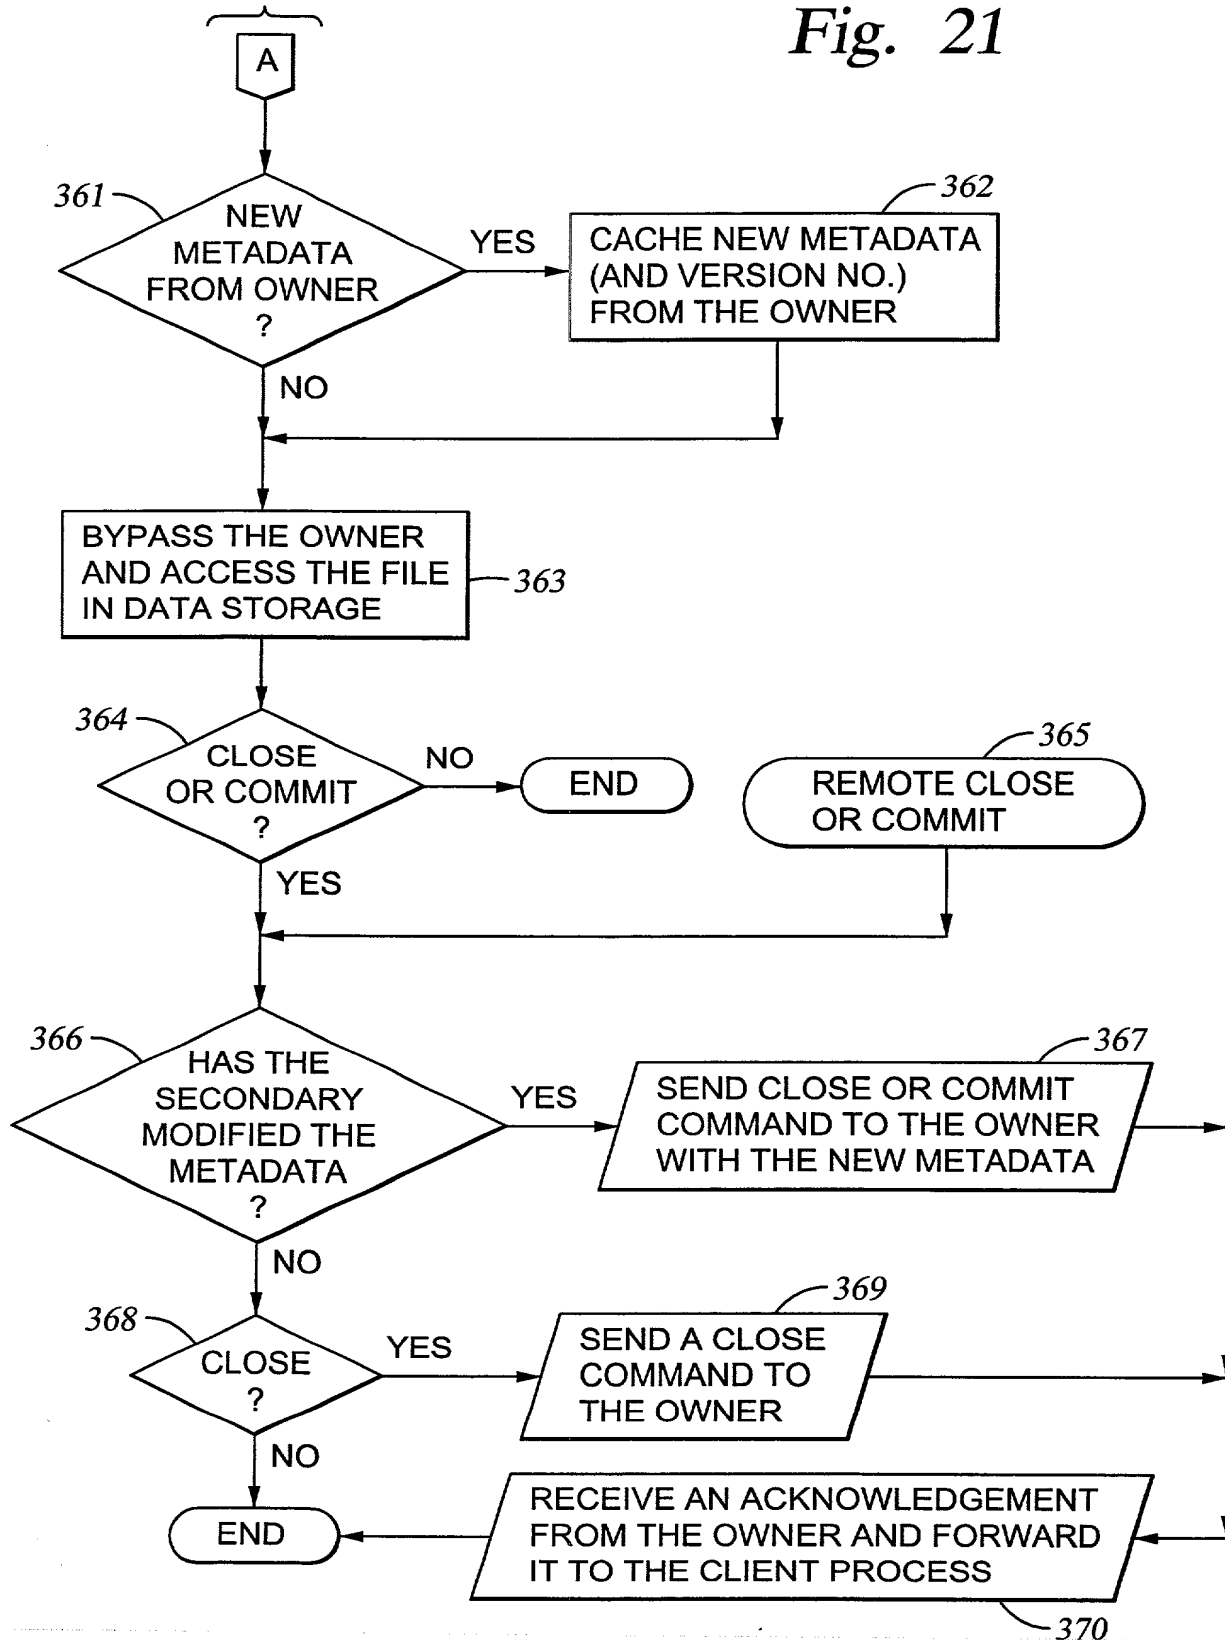 Fig. 21
A
361
NEW
METADATA
FROM OWNER
?
YES
362
CACHE NEW METADATA
(AND VERSION NO.)
FROM THE OWNER
NO
BYPASS THE OWNER
AND ACCESS THE FILE
IN DATA STORAGE
363
364
CLOSE
OR COMMIT
?
NO
END
365
REMOTE CLOSE
OR COMMIT
YES
366
HAS THE
SECONDARY
MODIFIED THE
METADATA
?
YES
367
SEND CLOSE OR COMMIT
COMMAND TO THE OWNER
WITH THE NEW METADATA
NO
368
CLOSE
?
YES
369
SEND A CLOSE
COMMAND TO
THE OWNER
NO
END
RECEIVE AN ACKNOWLEDGEMENT
FROM THE OWNER AND FORWARD
IT TO THE CLIENT PROCESS
370